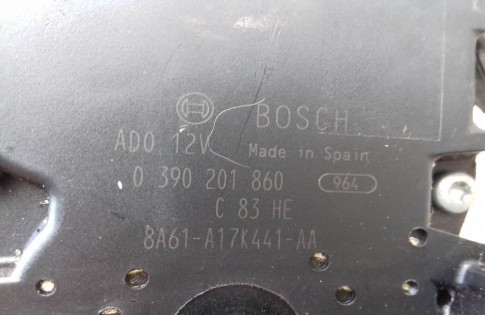 BOSCH
ADO 12V
Made in Spain
0 390 201 860
964
C 83 HE
8A61-A17K441-AA